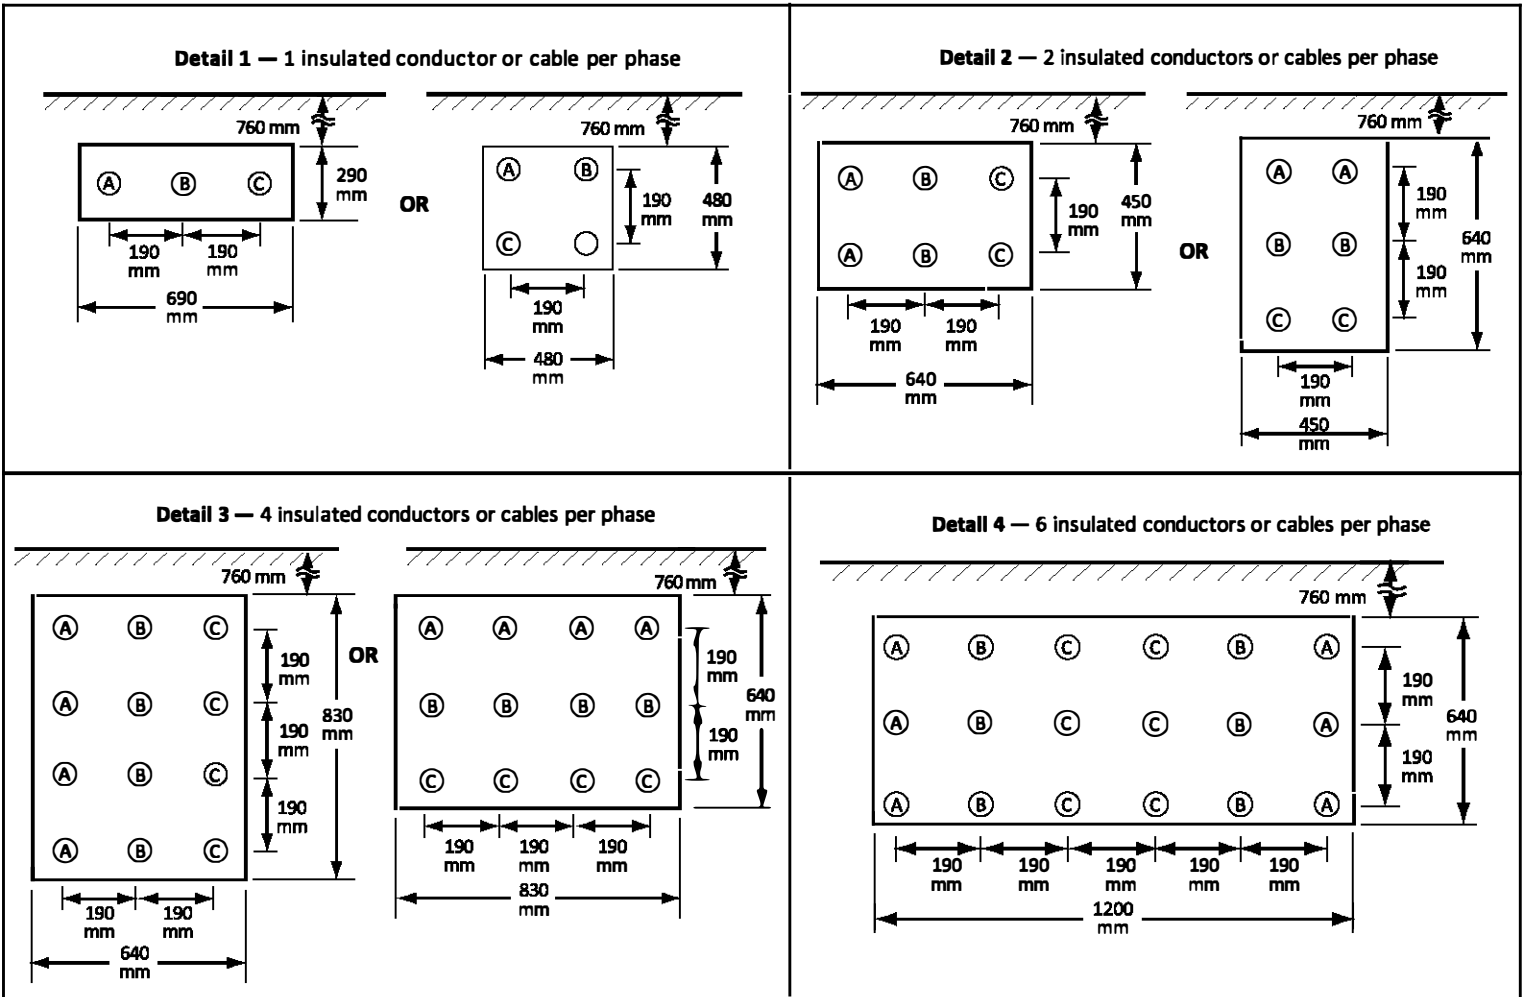 Detail 1 — 1 insulated conductor or cable per phase
760 mm
A B C
290
mm
190
mm
190
mm
690
mm
OR
760 mm
A B
C
190
mm
480
mm
190
mm
480
mm
Detail 2 — 2 insulated conductors or cables per phase
760 mm
A B C
A B C
190
mm
450
mm
190
mm
190
mm
640
mm
OR
760 mm
A A
B B
C C
190
mm
190
mm
640
mm
190
mm
450
mm
Detail 3 — 4 insulated conductors or cables per phase
760 mm
A B C
A B C
A B C
A B C
190
mm
190
mm
190
mm
830
mm
190
mm
190
mm
640
mm
OR
760 mm
A A A A
B B B B
C C C C
190
mm
190
mm
640
mm
190
mm
190
mm
190
mm
830
mm
Detail 4 — 6 insulated conductors or cables per phase
760 mm
A B C C B A
A B C C B A
A B C C B A
190
mm
190
mm
640
mm
190
mm
190
mm
190
mm
190
mm
190
mm
1200
mm